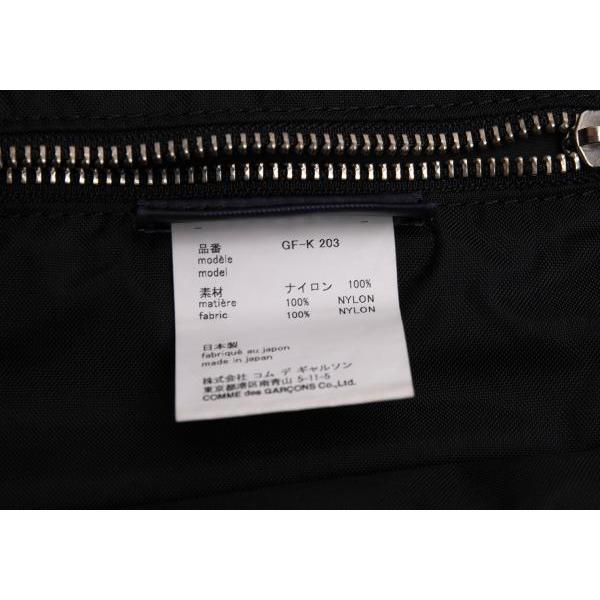 品番 GF-K 203
modèle
model
素材 ナイロン 100%
matière 100% NYLON
fabric 100% NYLON
日本製
fabriqué au japon
made in japan
株式会社 コム デ ギャルソン
東京都港区南青山 5-11-5
COMME des GARÇONS Co.,Ltd.